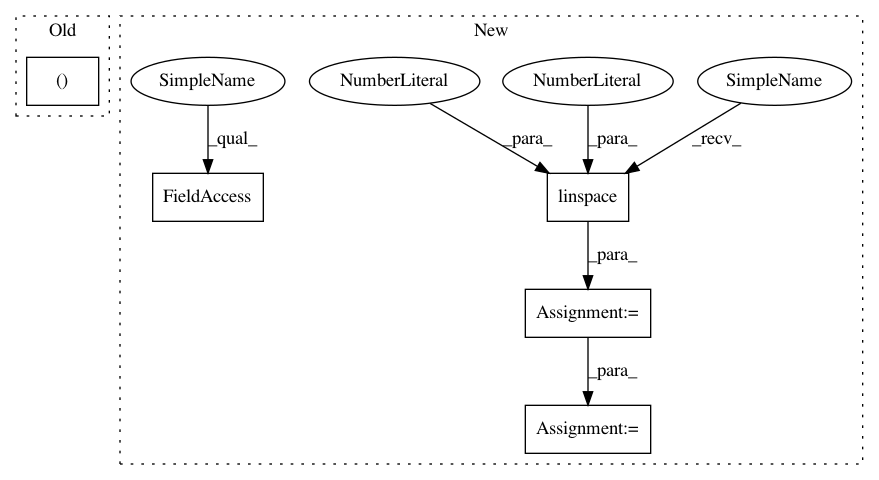 Old
New
()
SimpleName
NumberLiteral
NumberLiteral
SimpleName
_qual_
_para_
_para_
_recv_
FieldAccess
linspace
_para_
Assignment:=
_para_
Assignment:=